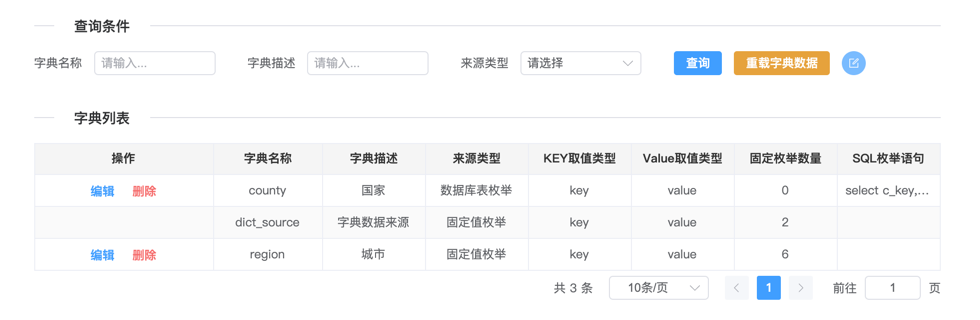 查询条件
字典名称 请输入... 字典描述 请输入... 来源类型 请选择 查询 重载字典数据
字典列表
操作 字典名称 字典描述 来源类型 KEY取值类型 Value取值类型 固定枚举数量 SQL枚举语句
编辑 删除 county 国家 数据库表枚举 key value 0 select c_key,...
dict_source 字典数据来源 固定值枚举 key value 2
编辑 删除 region 城市 固定值枚举 key value 6
共 3 条 10条/页 1 前往 1 页